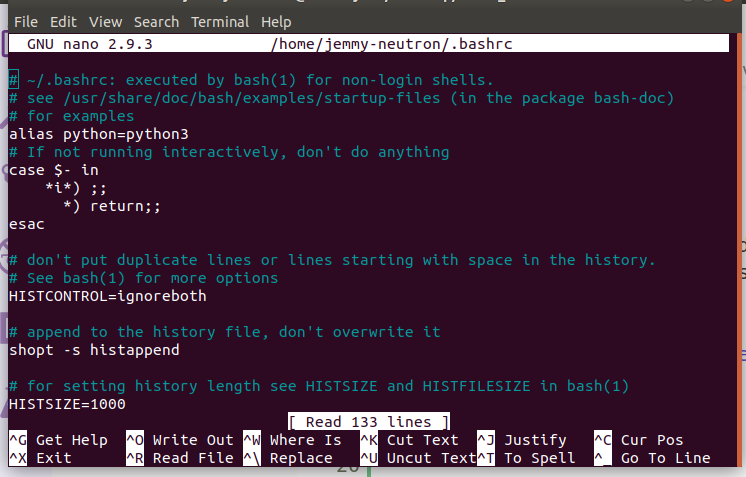 File Edit View Search Terminal Help
GNU nano 2.9.3 /home/jemmy-neutron/.bashrc
# ~/.bashrc: executed by bash(1) for non-login shells.
# see /usr/share/doc/bash/examples/startup-files (in the package bash-doc)
# for examples
alias python=python3
# If not running interactively, don't do anything
case $- in
    *i*) ;;
      *) return;;
esac
# don't put duplicate lines or lines starting with space in the history.
# See bash(1) for more options
HISTCONTROL=ignoreboth
# append to the history file, don't overwrite it
shopt -s histappend
# for setting history length see HISTSIZE and HISTFILESIZE in bash(1)
HISTSIZE=1000
[ Read 133 lines ]
^G Get Help ^O Write Out ^W Where Is ^K Cut Text ^J Justify ^C Cur Pos
^X Exit ^R Read File ^\ Replace ^U Uncut Text ^T To Spell ^_ Go To Line